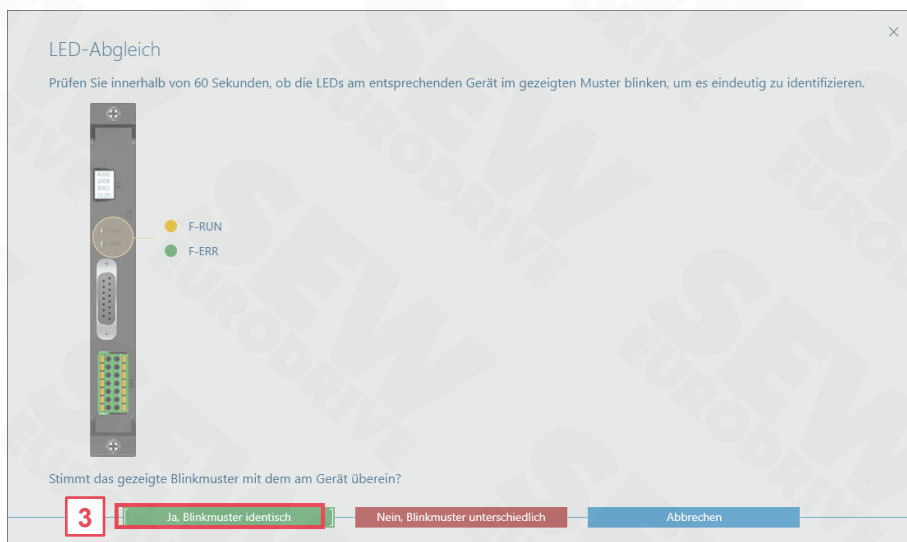 LED-Abgleich
Prüfen Sie innerhalb von 60 Sekunden, ob die LEDs am entsprechenden Gerät im gezeigten Muster blinken, um es eindeutig zu identifizieren.
F-RUN
F-ERR
Stimmt das gezeigte Blinkmuster mit dem am Gerät überein?
3
Ja, Blinkmuster identisch
Nein, Blinkmuster unterschiedlich
Abbrechen
SEW
EURODRIVE